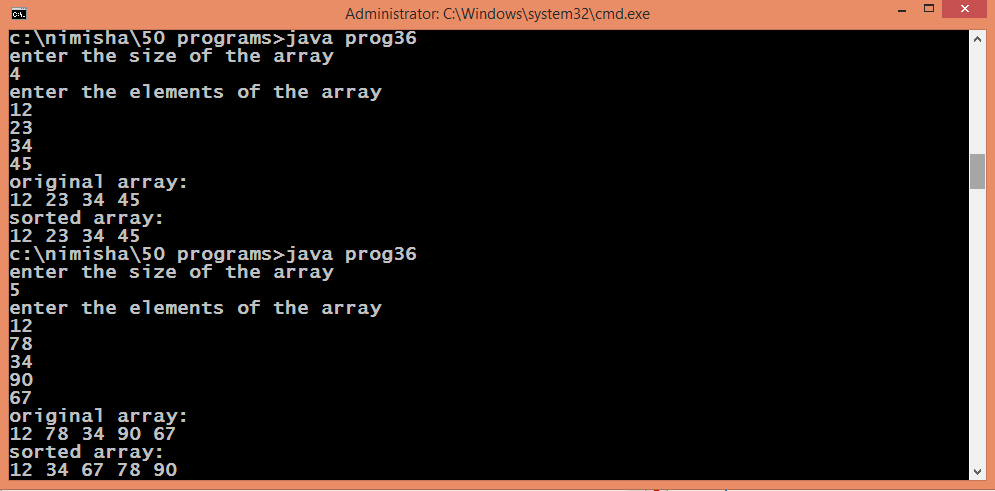 Administrator: C:\Windows\system32\cmd.exe
c:\nimisha\50 programs>java prog36
enter the size of the array
4
enter the elements of the array
12
23
34
45
original array:
12 23 34 45
sorted array:
12 23 34 45
c:\nimisha\50 programs>java prog36
enter the size of the array
5
enter the elements of the array
12
78
34
90
67
original array:
12 78 34 90 67
sorted array:
12 34 67 78 90